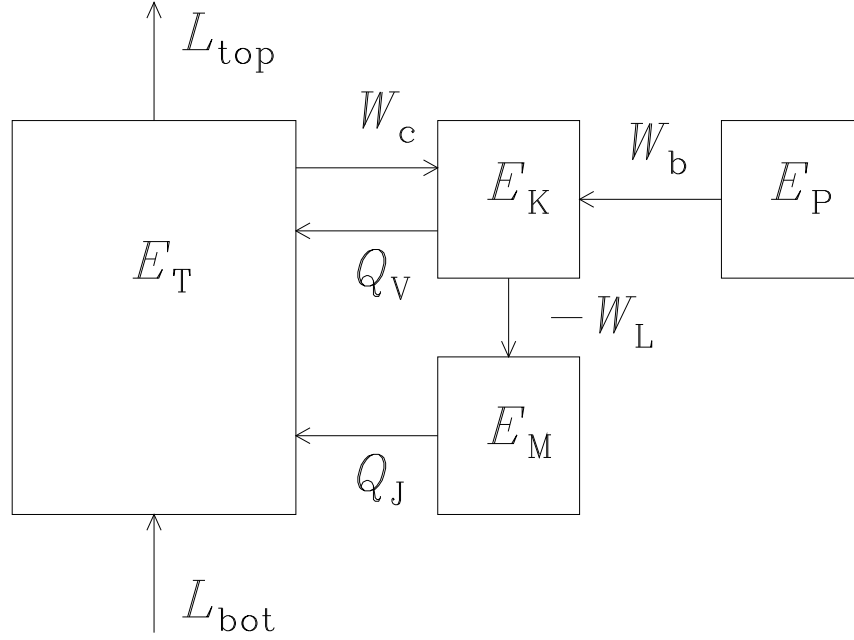 L_top
W_c
W_b
E_K
E_P
E_T
Q_V
−W_L
E_M
Q_J
L_bot